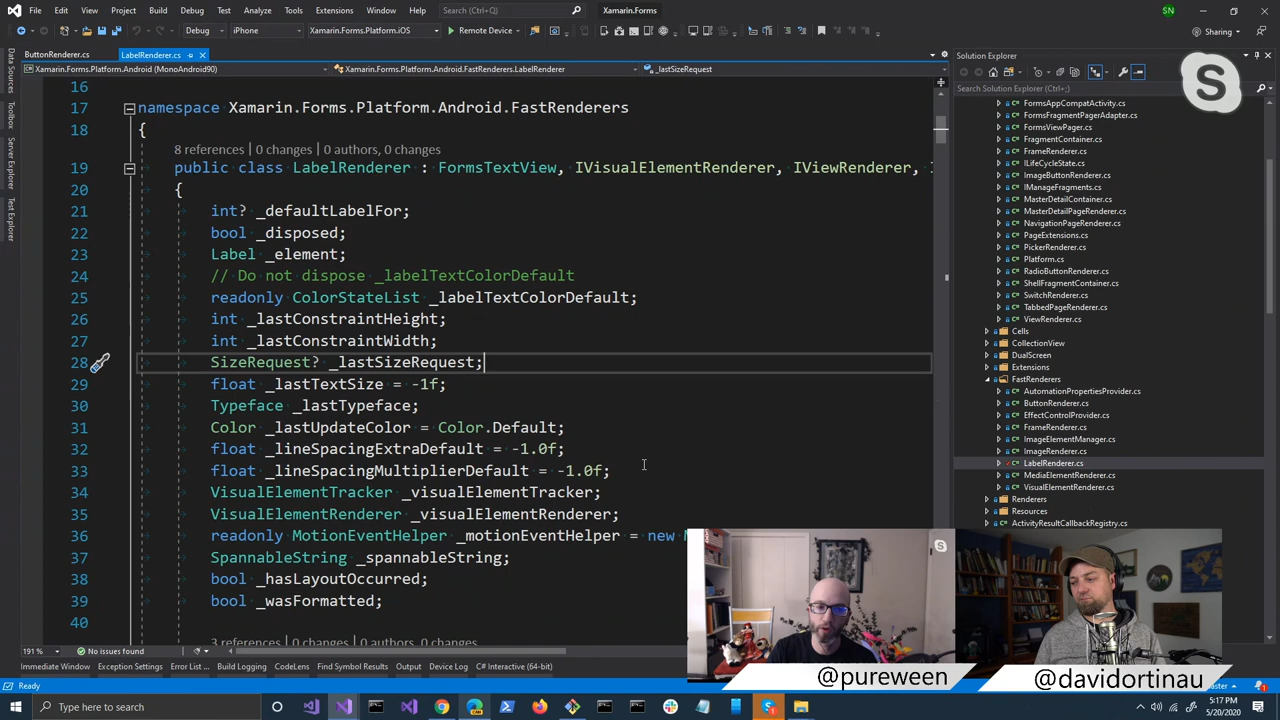 File Edit View Git Project Build Debug Test Analyze Tools Extensions Window Help Search (Ctrl+Q) Xamarin.Forms SN
Debug iPhone Xamarin.Forms.Platform.iOS Remote Device Sharing
ButtonRenderer.cs LabelRenderer.cs
Xamarin.Forms.Platform.Android (MonoAndroid90) Xamarin.Forms.Platform.Android.FastRenderers.LabelRenderer _lastSizeRequest
Data Sources
Toolbox
Server Explorer
Test Explorer
16
17 namespace Xamarin.Forms.Platform.Android.FastRenderers
18 {
8 references | 0 changes | 0 authors, 0 changes
19 public class LabelRenderer : FormsTextView, IVisualElementRenderer, IViewRenderer, I
20 {
21 int? _defaultLabelFor;
22 bool _disposed;
23 Label _element;
24 // Do not dispose _labelTextColorDefault
25 readonly ColorStateList _labelTextColorDefault;
26 int _lastConstraintHeight;
27 int _lastConstraintWidth;
28 SizeRequest? _lastSizeRequest;
29 float _lastTextSize = -1f;
30 Typeface _lastTypeface;
31 Color _lastUpdateColor = Color.Default;
32 float _lineSpacingExtraDefault = -1.0f;
33 float _lineSpacingMultiplierDefault = -1.0f;
34 VisualElementTracker _visualElementTracker;
35 VisualElementRenderer _visualElementRenderer;
36 readonly MotionEventHelper _motionEventHelper = new M
37 SpannableString _spannableString;
38 bool _hasLayoutOccurred;
39 bool _wasFormatted;
40
3 references | 0 changes | 0 authors, 0 changes
191 % No issues found
Solution Explorer
Search Solution Explorer (Ctrl+;)
FormsAppCompatActivity.cs
FormsFragmentPagerAdapter.cs
FormsViewPager.cs
FragmentContainer.cs
FrameRenderer.cs
ILifeCycleState.cs
ImageButtonRenderer.cs
IManageFragments.cs
MasterDetailContainer.cs
MasterDetailPageRenderer.cs
NavigationPageRenderer.cs
PageExtensions.cs
PickerRenderer.cs
Platform.cs
RadioButtonRenderer.cs
ShellFragmentContainer.cs
SwitchRenderer.cs
TabbedPageRenderer.cs
ViewRenderer.cs
Cells
CollectionView
DualScreen
Extensions
FastRenderers
AutomationPropertiesProvider.cs
ButtonRenderer.cs
EffectControlProvider.cs
FrameRenderer.cs
ImageElementManager.cs
ImageRenderer.cs
LabelRenderer.cs
MediaElementRenderer.cs
VisualElementRenderer.cs
Renderers
Resources
ActivityResultCallbackRegistry.cs
@pureween @davidortinau
Immediate Window Exception Settings Error List ... Build Logging CodeLens Find Symbol Results Output Device Log C# Interactive (64-bit)
Ready master 1
Type here to search 5:17 PM
5/20/2020